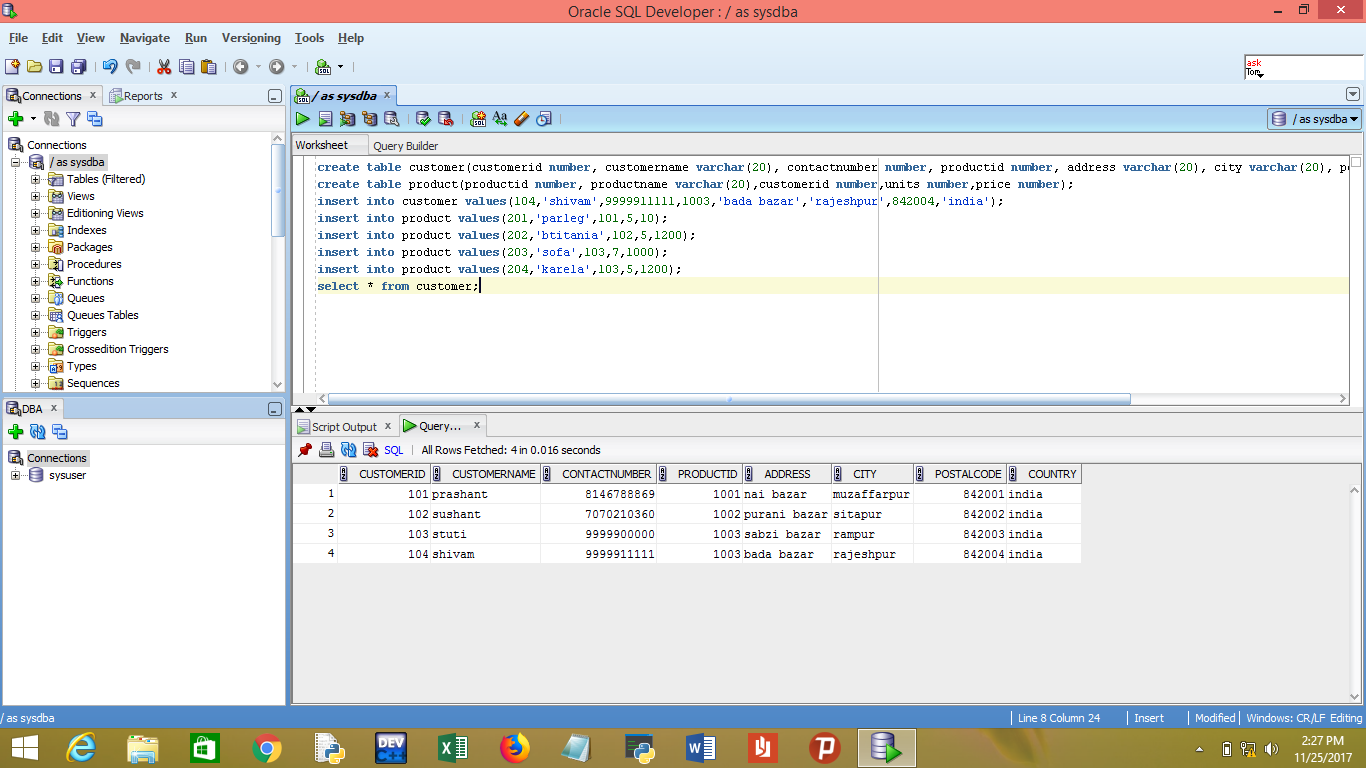 Oracle SQL Developer : / as sysdba
File Edit View Navigate Run Versioning Tools Help
ask
Tom
Connections Reports
/ as sysdba
/ as sysdba
Worksheet Query Builder
Connections
/ as sysdba
Tables (Filtered)
Views
Editioning Views
Indexes
Packages
Procedures
Functions
Queues
Queues Tables
Triggers
Crossedition Triggers
Types
Sequences
create table customer(customerid number, customername varchar(20), contactnumber number, productid number, address varchar(20), city varchar(20), po
create table product(productid number, productname varchar(20),customerid number,units number,price number);
insert into customer values(104,'shivam',9999911111,1003,'bada bazar','rajeshpur',842004,'india');
insert into product values(201,'parleg',101,5,10);
insert into product values(202,'btitania',102,5,1200);
insert into product values(203,'sofa',103,7,1000);
insert into product values(204,'karela',103,5,1200);
select * from customer;
DBA
Connections
sysuser
Script Output Query...
SQL All Rows Fetched: 4 in 0.016 seconds
CUSTOMERID CUSTOMERNAME CONTACTNUMBER PRODUCTID ADDRESS CITY POSTALCODE COUNTRY
1 101 prashant 8146788869 1001 nai bazar muzaffarpur 842001 india
2 102 sushant 7070210360 1002 purani bazar sitapur 842002 india
3 103 stuti 9999900000 1003 sabzi bazar rampur 842003 india
4 104 shivam 9999911111 1003 bada bazar rajeshpur 842004 india
/ as sysdba
Line 8 Column 24 Insert Modified Windows: CR/LF Editing
DEV
C++
2:27 PM
11/25/2017